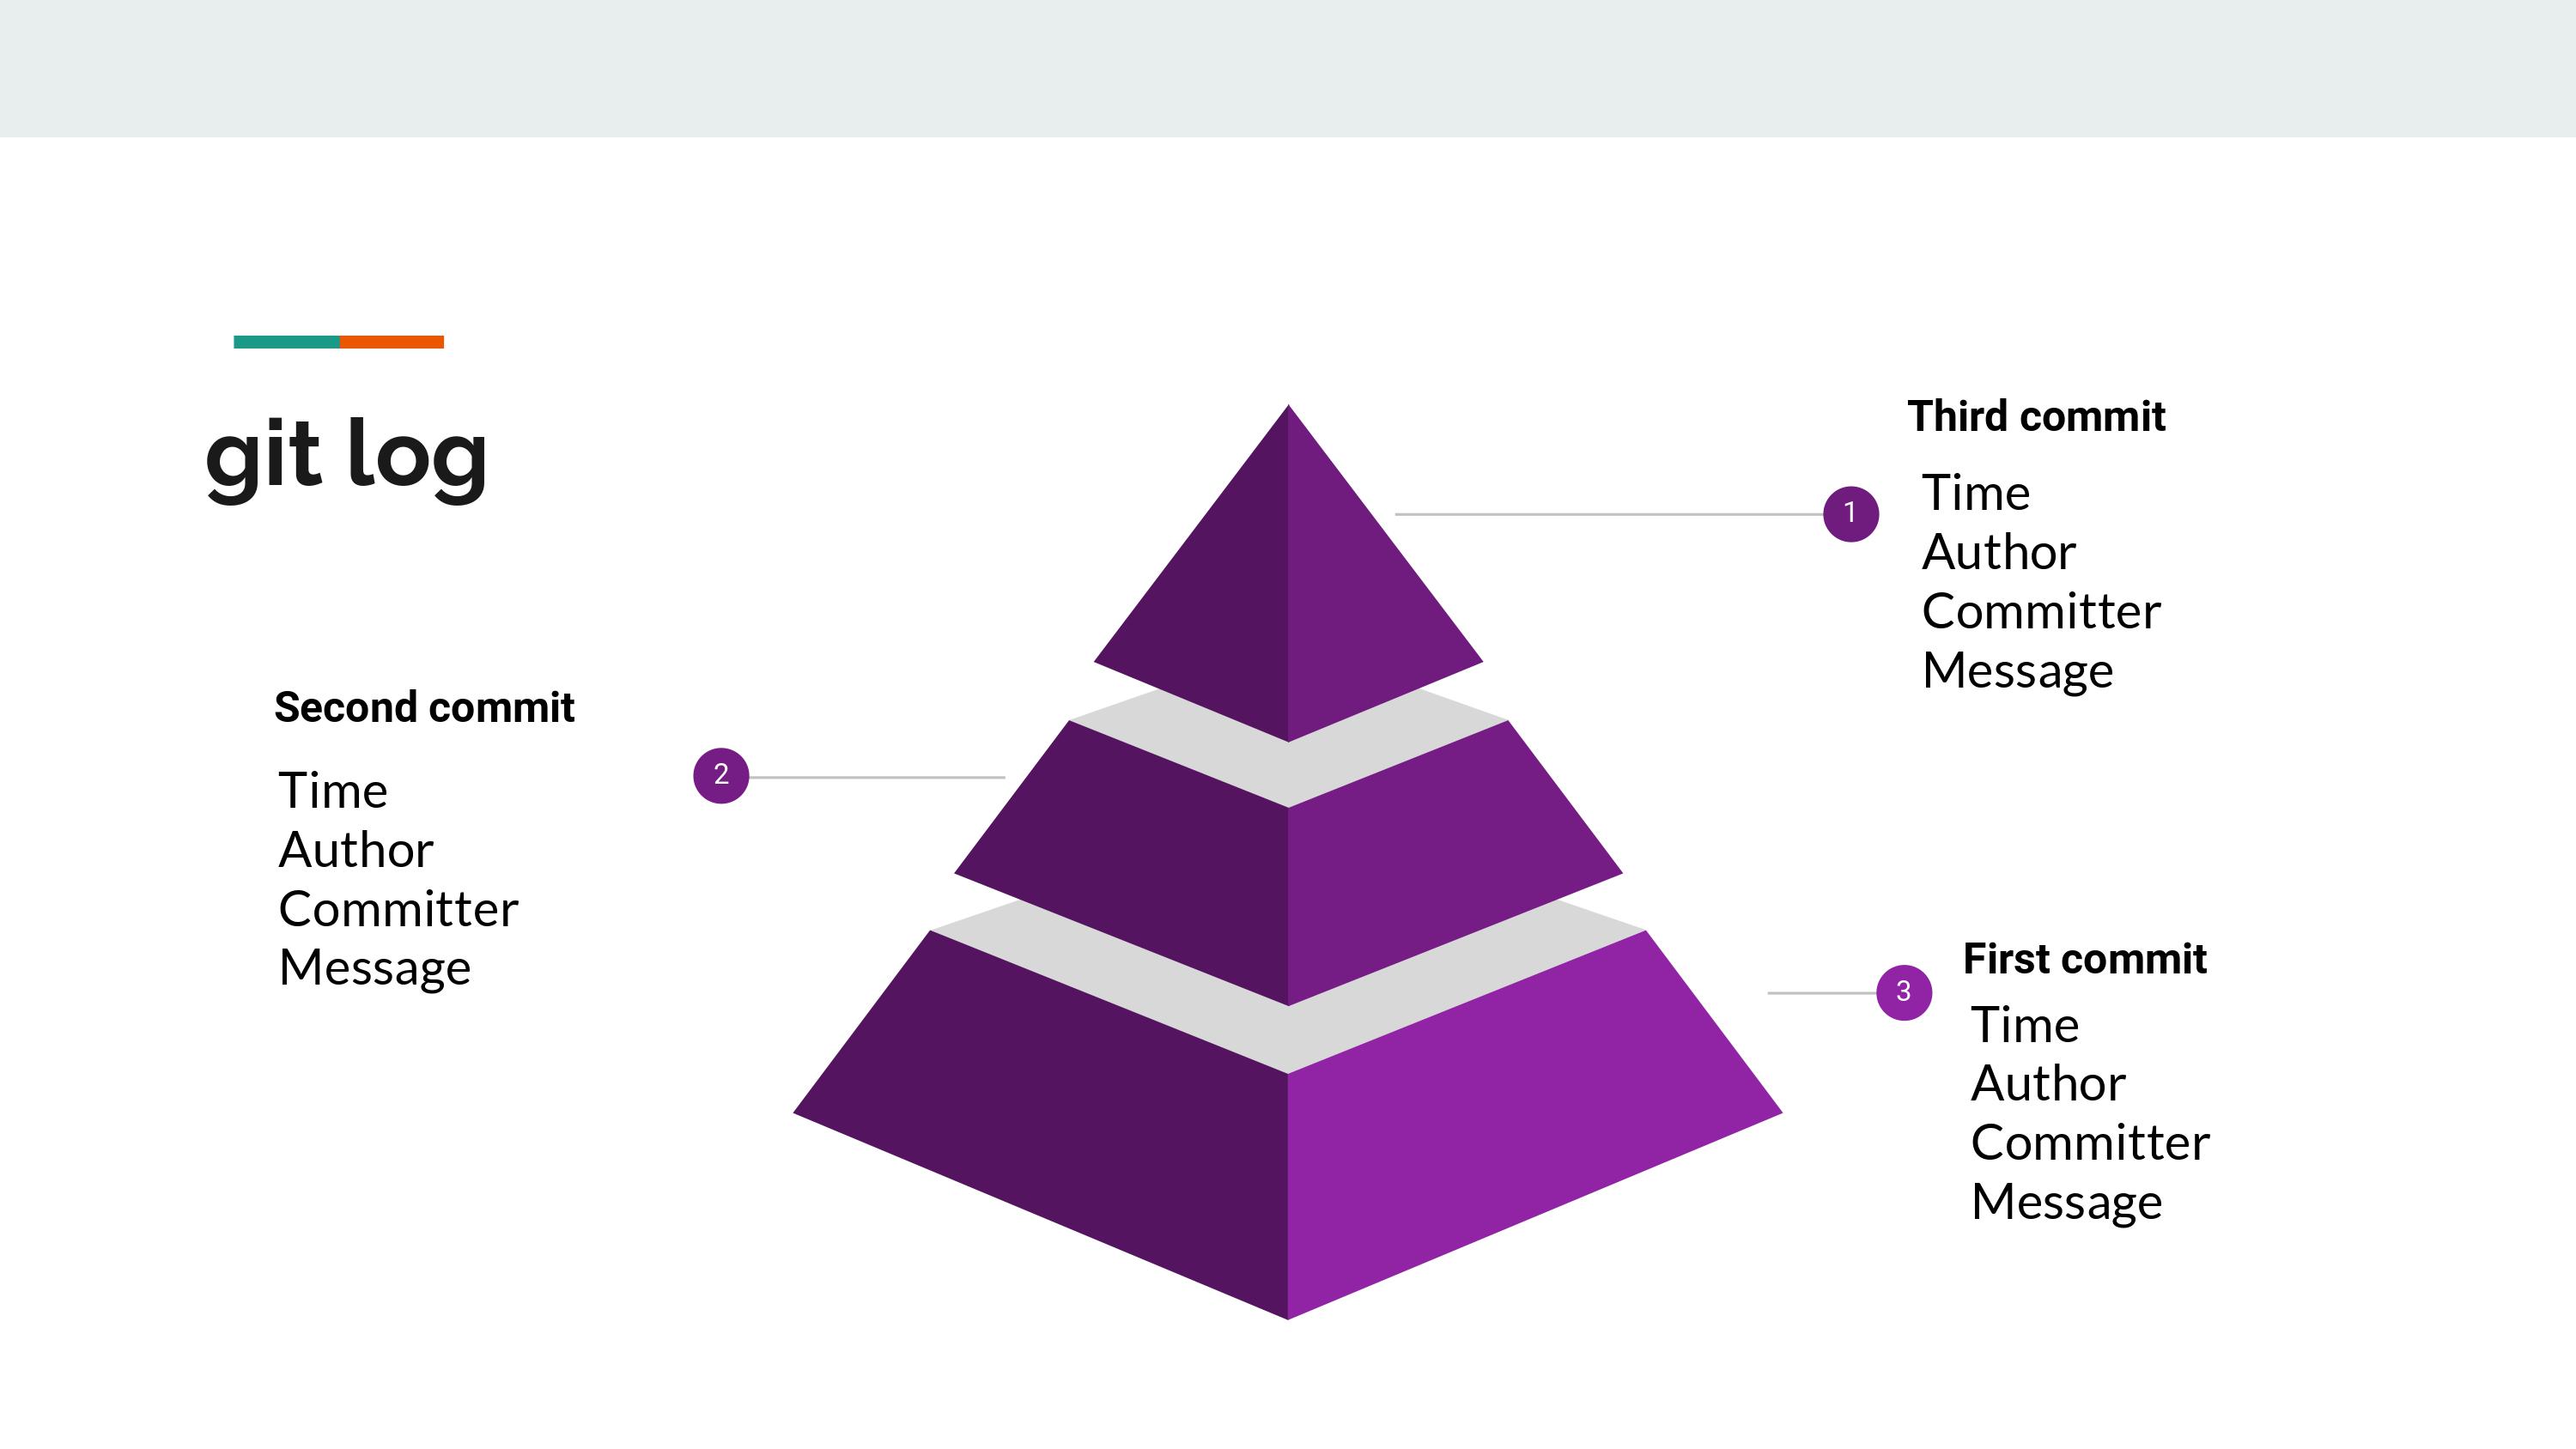 git log
Third commit
1
Time
Author
Committer
Message
Second commit
2
Time
Author
Committer
Message
First commit
3
Time
Author
Committer
Message